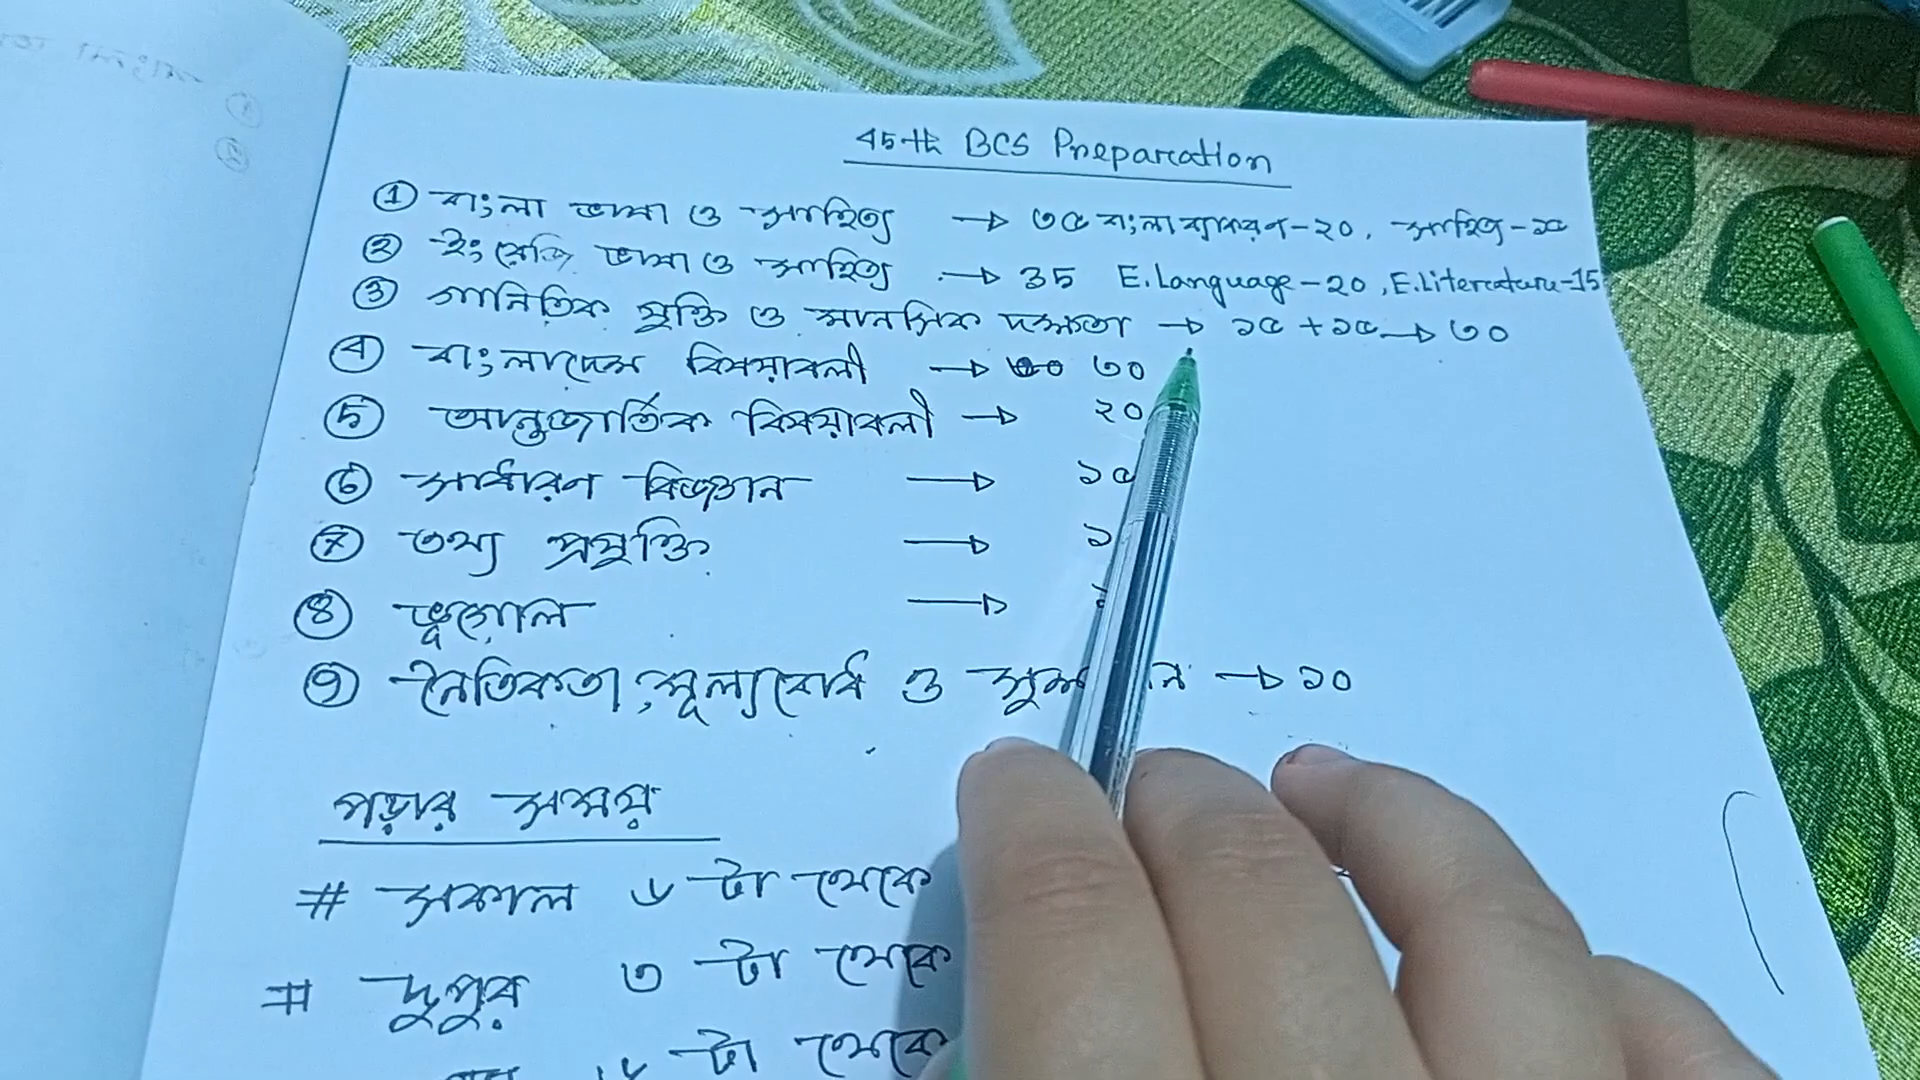 45th BCS Preparation
① বাংলা ভাষা ও সাহিত্য → ৩৫ বাংলা ব্যাকরণ-২০, সাহিত্য-১৫
② ইংরেজি ভাষা ও সাহিত্য → 35 E.Language-20, E.Literature=15
③ গানিতিক যুক্তি ও মানসিক দক্ষতা → ১৫+১৫→ ৩০
④ বাংলাদেশ বিষয়াবলী → ৩০
⑤ আন্তর্জার্তিক বিষয়াবলী → ২০
⑥ সাধারণ বিজ্ঞান → ১৫
⑦ তথ্য প্রযুক্তি →
⑧ ভূগোল →
⑨ নৈতিকতা, মূল্যবোধ ও → ১০
পড়ার সময়
# সকাল ৬ টা থেকে
# দুপুর ৩ টা থেকে
টা থেকে